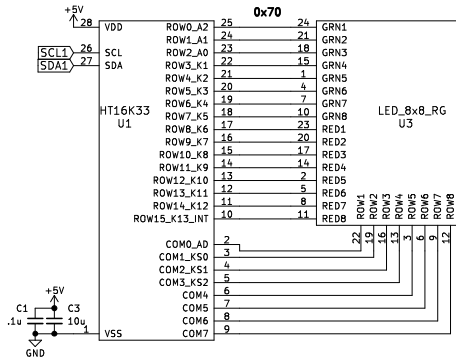 +5V
0x70
28 VDD ROW0_A2 25 24 GRN1
ROW1_A1 24 21 GRN2
SCL1 26 SCL ROW2_A0 23 18 GRN3
SDA1 27 SDA ROW3_K1 22 15 GRN4
ROW4_K2 21 1 GRN5
ROW5_K3 20 4 GRN6
ROW6_K4 19 7 GRN7
HT16K33 ROW7_K5 18 10 GRN8 LED_8x8_RG
U1 ROW8_K6 17 23 RED1 U3
ROW9_K7 16 20 RED2
ROW10_K8 15 17 RED3
ROW11_K9 14 14 RED4
ROW12_K10 13 2 RED5
ROW13_K11 12 5 RED6
ROW14_K12 11 8 RED7
ROW15_K13_INT 10 11 RED8
ROW1 ROW2 ROW3 ROW4 ROW5 ROW6 ROW7 ROW8
22 19 16 13 3 6 9 12
COM0_AD 2
COM1_KS0 3
COM2_KS1 4
COM3_KS2 5
COM4 6
COM5 7
COM6 8
COM7 9
+5V
C1 C3
.1u 10u
1 VSS
GND